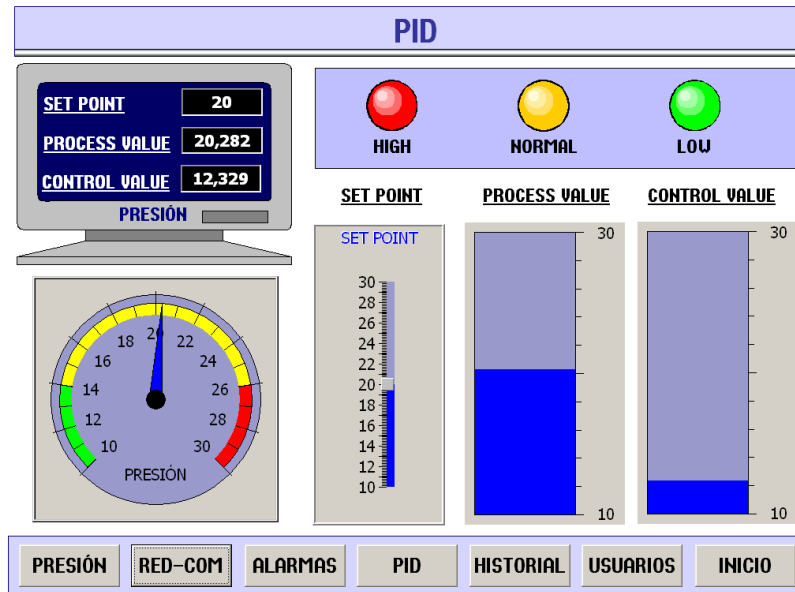 PID
SET POINT 20
PROCESS VALUE 20,282
CONTROL VALUE 12,329
PRESIÓN
HIGH NORMAL LOW
SET POINT PROCESS VALUE CONTROL VALUE
SET POINT
30
28
26
24
22
20
18
16
14
12
10
30
10
30
10
10
12
14
16
18
20
22
24
26
28
30
PRESIÓN
PRESIÓN RED-COM ALARMAS PID HISTORIAL USUARIOS INICIO